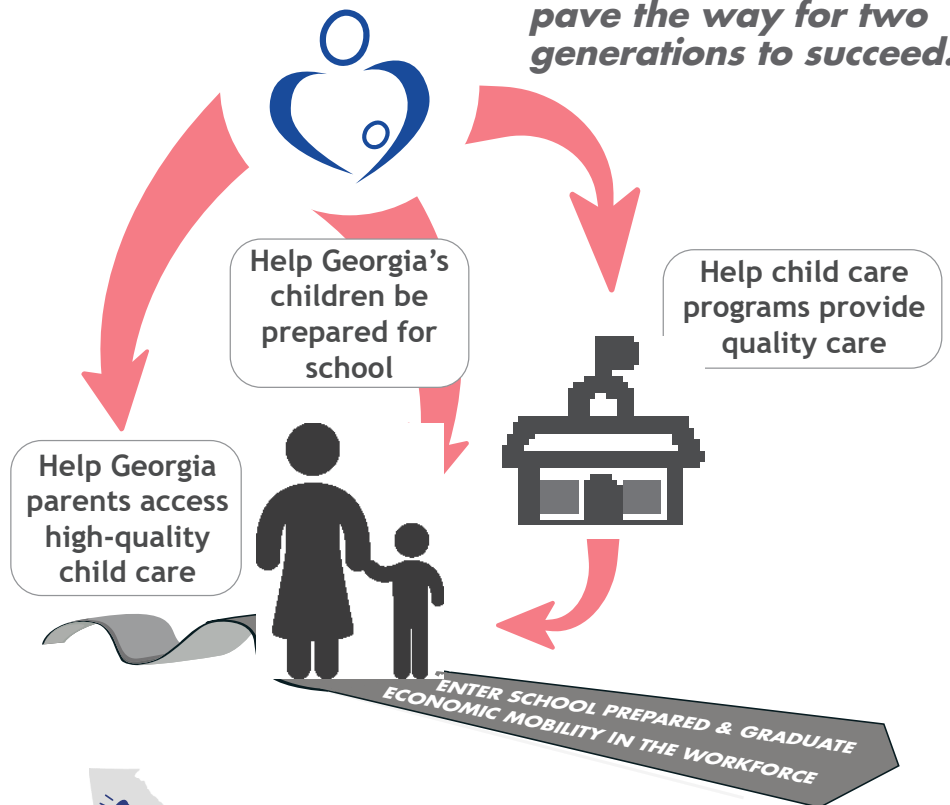 pave the way for two
generations to succeed.
Help Georgia's
children be
prepared for
school
Help child care
programs provide
quality care
Help Georgia
parents access
high-quality
child care
ENTER SCHOOL PREPARED & GRADUATE
ECONOMIC MOBILITY IN THE WORKFORCE